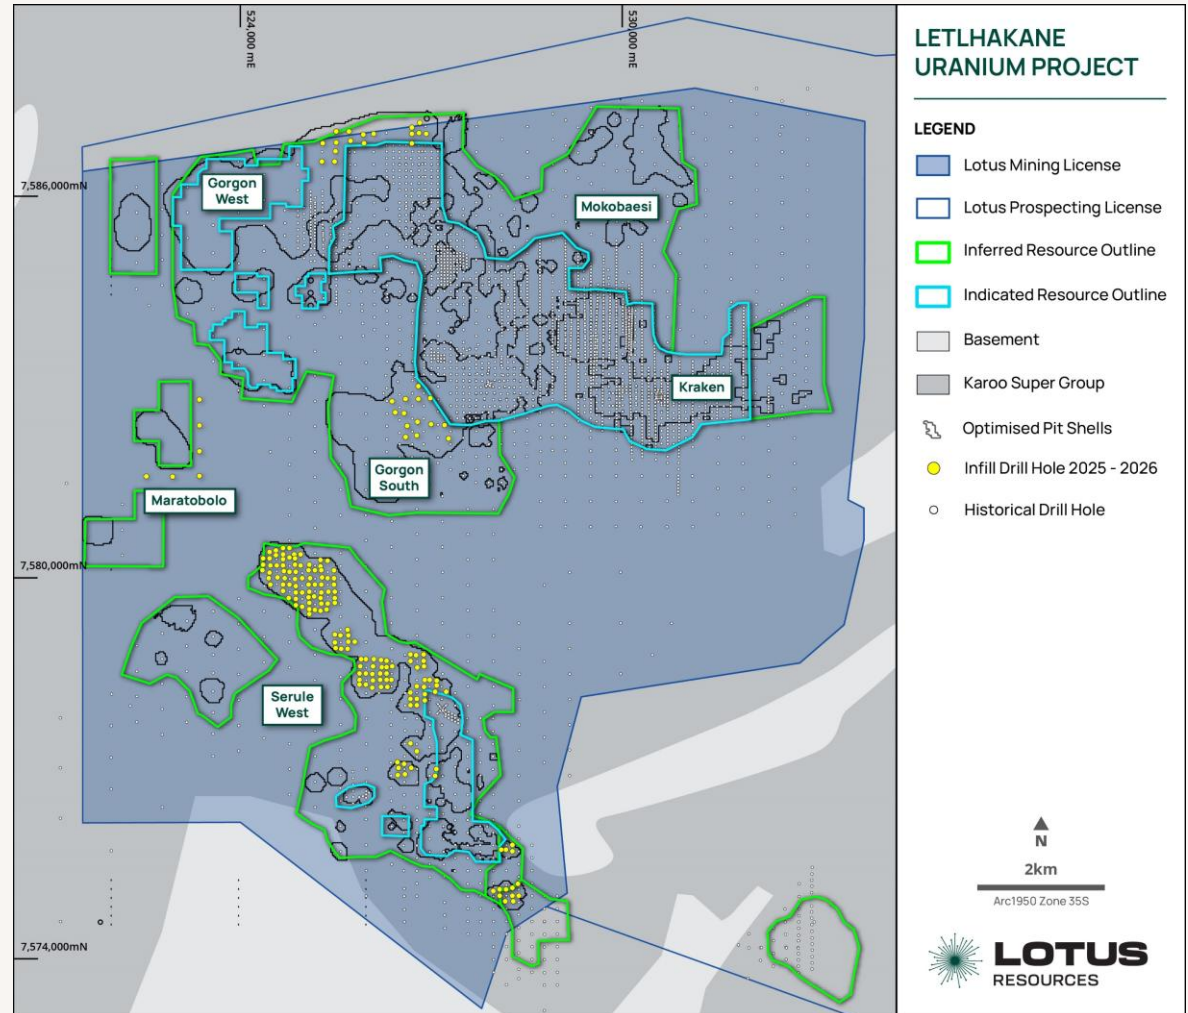 524,000 mE
530,000 mE
7,586,000mN
7,580,000mN
7,574,000mN
Gorgon
West
Mokobaesi
Kraken
Gorgon
South
Maratobolo
Serule
West
LETLHAKANE
URANIUM PROJECT
LEGEND
Lotus Mining License
Lotus Prospecting License
Inferred Resource Outline
Indicated Resource Outline
Basement
Karoo Super Group
Optimised Pit Shells
Infill Drill Hole 2025 - 2026
Historical Drill Hole
N
2km
Arc1950 Zone 35S
LOTUS
RESOURCES